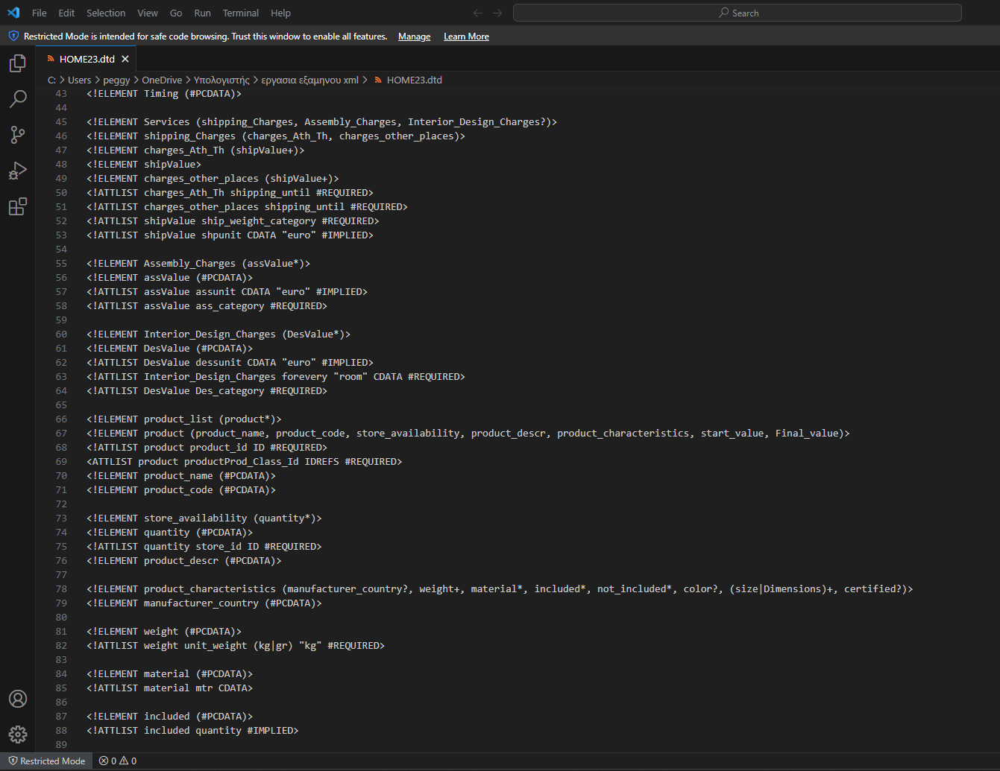 File Edit Selection View Go Run Terminal Help Search
Restricted Mode is intended for safe code browsing. Trust this window to enable all features. Manage Learn More
HOME23.dtd
C: > Users > peggy > OneDrive > Υπολογιστής > εργασια εξαμηνου xml > HOME23.dtd
43 <!ELEMENT Timing (#PCDATA)>
44
45 <!ELEMENT Services (shipping_Charges, Assembly_Charges, Interior_Design_Charges?)>
46 <!ELEMENT shipping_Charges (charges_Ath_Th, charges_other_places)>
47 <!ELEMENT charges_Ath_Th (shipValue+)>
48 <!ELEMENT shipValue>
49 <!ELEMENT charges_other_places (shipValue+)>
50 <!ATTLIST charges_Ath_Th shipping_until #REQUIRED>
51 <!ATTLIST charges_other_places shipping_until #REQUIRED>
52 <!ATTLIST shipValue ship_weight_category #REQUIRED>
53 <!ATTLIST shipValue shpunit CDATA "euro" #IMPLIED>
54
55 <!ELEMENT Assembly_Charges (assValue*)>
56 <!ELEMENT assValue (#PCDATA)>
57 <!ATTLIST assValue assunit CDATA "euro" #IMPLIED>
58 <!ATTLIST assValue ass_category #REQUIRED>
59
60 <!ELEMENT Interior_Design_Charges (DesValue*)>
61 <!ELEMENT DesValue (#PCDATA)>
62 <!ATTLIST DesValue dessunit CDATA "euro" #IMPLIED>
63 <!ATTLIST Interior_Design_Charges forevery "room" CDATA #REQUIRED>
64 <!ATTLIST DesValue Des_category #REQUIRED>
65
66 <!ELEMENT product_list (product*)>
67 <!ELEMENT product (product_name, product_code, store_availability, product_descr, product_characteristics, start_value, Final_value)>
68 <!ATTLIST product product_id ID #REQUIRED>
69 <ATTLIST product productProd_Class_Id IDREFS #REQUIRED>
70 <!ELEMENT product_name (#PCDATA)>
71 <!ELEMENT product_code (#PCDATA)>
72
73 <!ELEMENT store_availability (quantity*)>
74 <!ELEMENT quantity (#PCDATA)>
75 <!ATTLIST quantity store_id ID #REQUIRED>
76 <!ELEMENT product_descr (#PCDATA)>
77
78 <!ELEMENT product_characteristics (manufacturer_country?, weight+, material*, included*, not_included*, color?, (size|Dimensions)+, certified?)>
79 <!ELEMENT manufacturer_country (#PCDATA)>
80
81 <!ELEMENT weight (#PCDATA)>
82 <!ATTLIST weight unit_weight (kg|gr) "kg" #REQUIRED>
83
84 <!ELEMENT material (#PCDATA)>
85 <!ATTLIST material mtr CDATA>
86
87 <!ELEMENT included (#PCDATA)>
88 <!ATTLIST included quantity #IMPLIED>
89
Restricted Mode 0 0